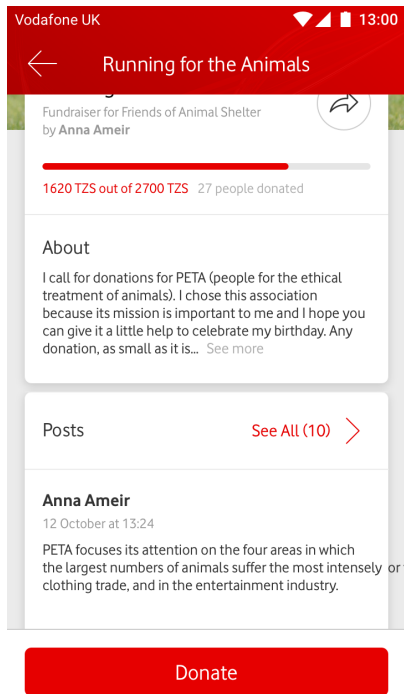 Vodafone UK
13:00
Running for the Animals
Fundraiser for Friends of Animal Shelter
by Anna Ameir
1620 TZS out of 2700 TZS 27 people donated
About
I call for donations for PETA (people for the ethical
treatment of animals). I chose this association
because its mission is important to me and I hope you
can give it a little help to celebrate my birthday. Any
donation, as small as it is... See more
Posts
See All (10)
Anna Ameir
12 October at 13:24
PETA focuses its attention on the four areas in which
the largest numbers of animals suffer the most intensely or
clothing trade, and in the entertainment industry.
Donate